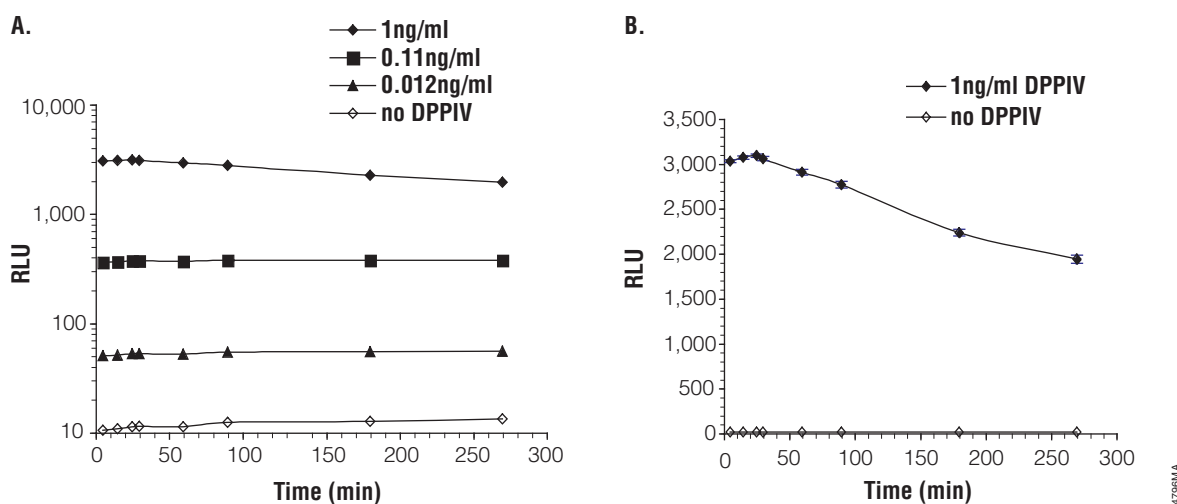 A.
1ng/ml
0.11ng/ml
0.012ng/ml
no DPPIV
10,000
1,000
100
10
RLU
0 50 100 150 200 250 300
Time (min)
B.
1ng/ml DPPIV
no DPPIV
3,500
3,000
2,500
2,000
1,500
1,000
500
0
RLU
0 50 100 150 200 250 300
Time (min)
4796MA